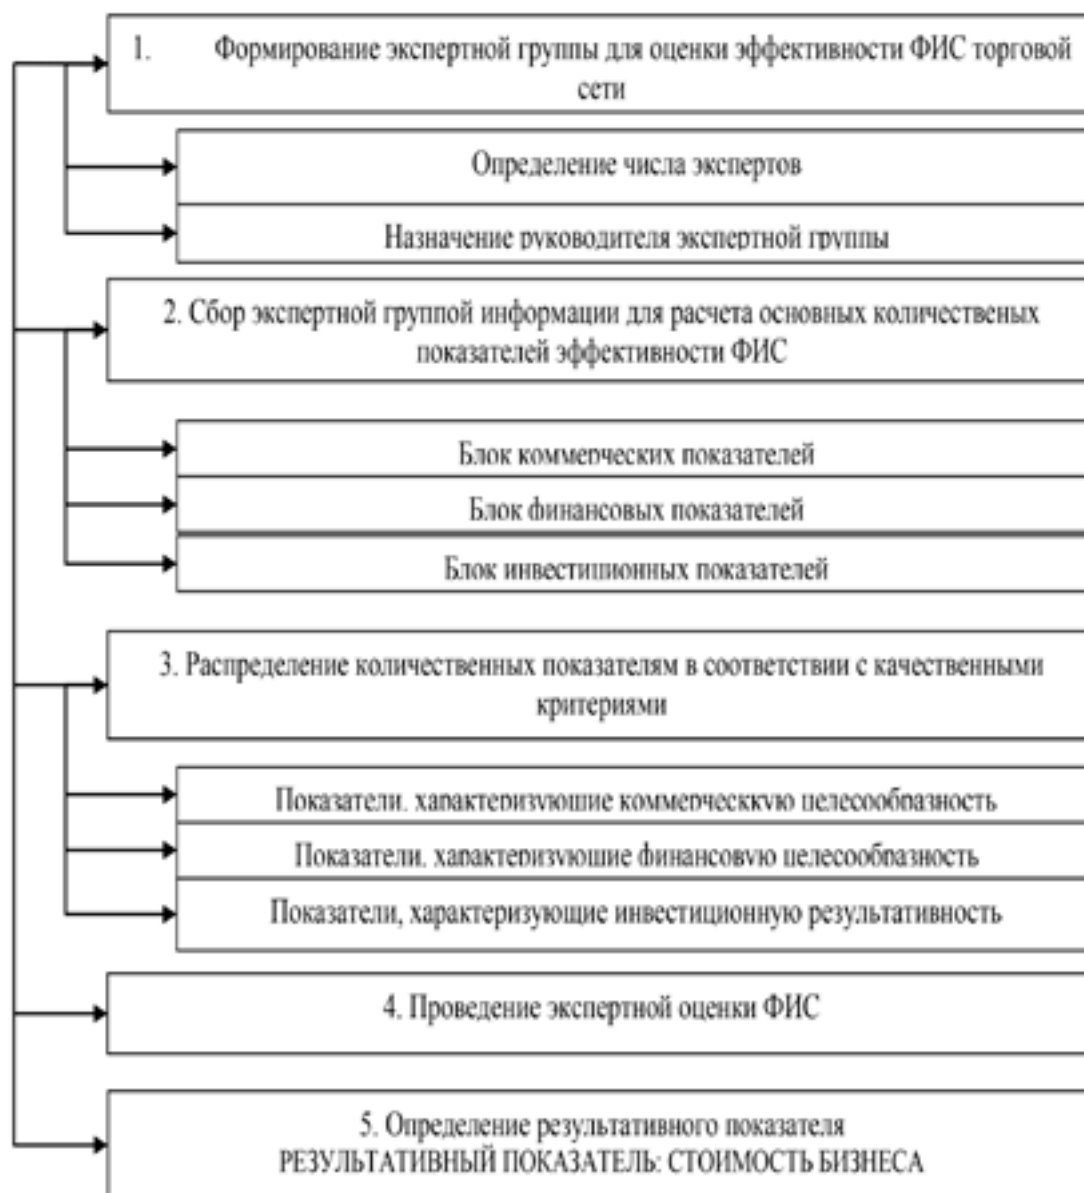 1. Формирование экспертной группы для оценки эффективности ФИС торговой
сети
Определение числа экспертов
Назначение руководителя экспертной группы
2. Сбор экспертной группой информации для расчета основных количественых
показателей эффективности ФИС
Блок коммерческих показателей
Блок финансовых показателей
Блок инвестиционных показателей
3. Распределение количественных показателям в соответствии с качественными
критериями
Показатели, характеризующие коммерческкую целесообразность
Показатели, характеризующие финансовую целесообразность
Показатели, характеризующие инвестиционную результативность
4. Проведение экспертной оценки ФИС
5. Определение результативного показателя
РЕЗУЛЬТАТИВНЫЙ ПОКАЗАТЕЛЬ: СТОИМОСТЬ БИЗНЕСА